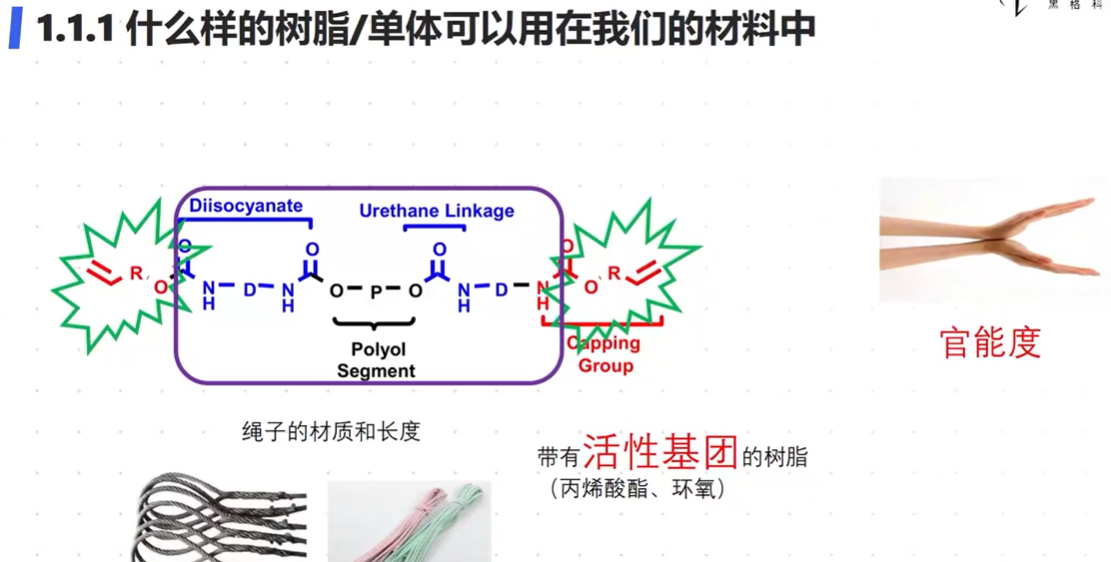 1.1.1 什么样的树脂/单体可以用在我们的材料中
黑格科
Diisocyanate
Urethane Linkage
O O O O
R O N H D N H O P O N H D N H O R
Polyol
Segment
Capping
Group
官能度
绳子的材质和长度
带有活性基团的树脂
（丙烯酸酯、环氧）